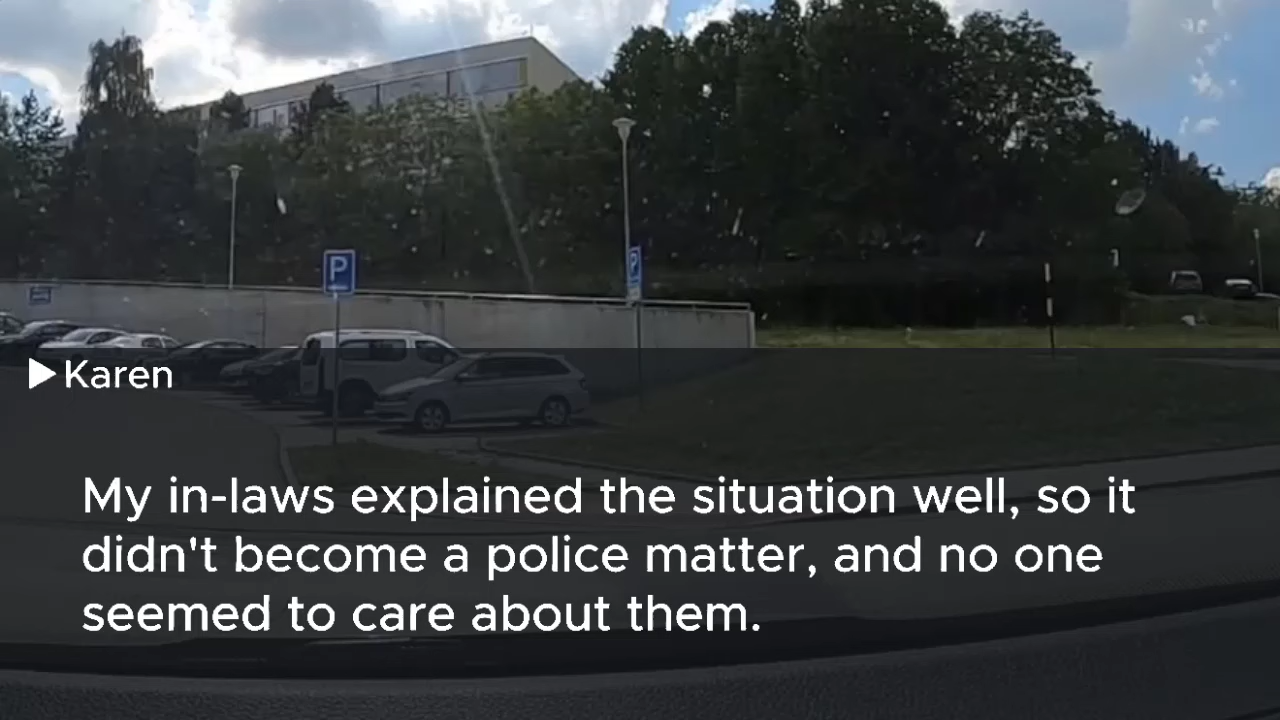 P
P
Karen
My in-laws explained the situation well, so it
didn't become a police matter, and no one
seemed to care about them.